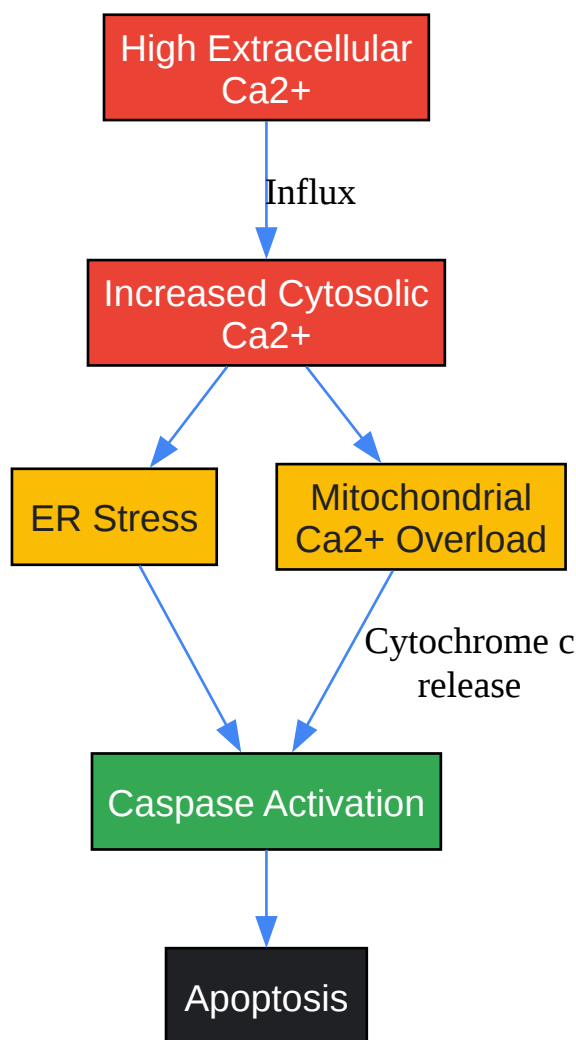 High Extracellular
Ca2+
Influx
Increased Cytosolic
Ca2+
ER Stress
Mitochondrial
Ca2+ Overload
Cytochrome c
release
Caspase Activation
Apoptosis